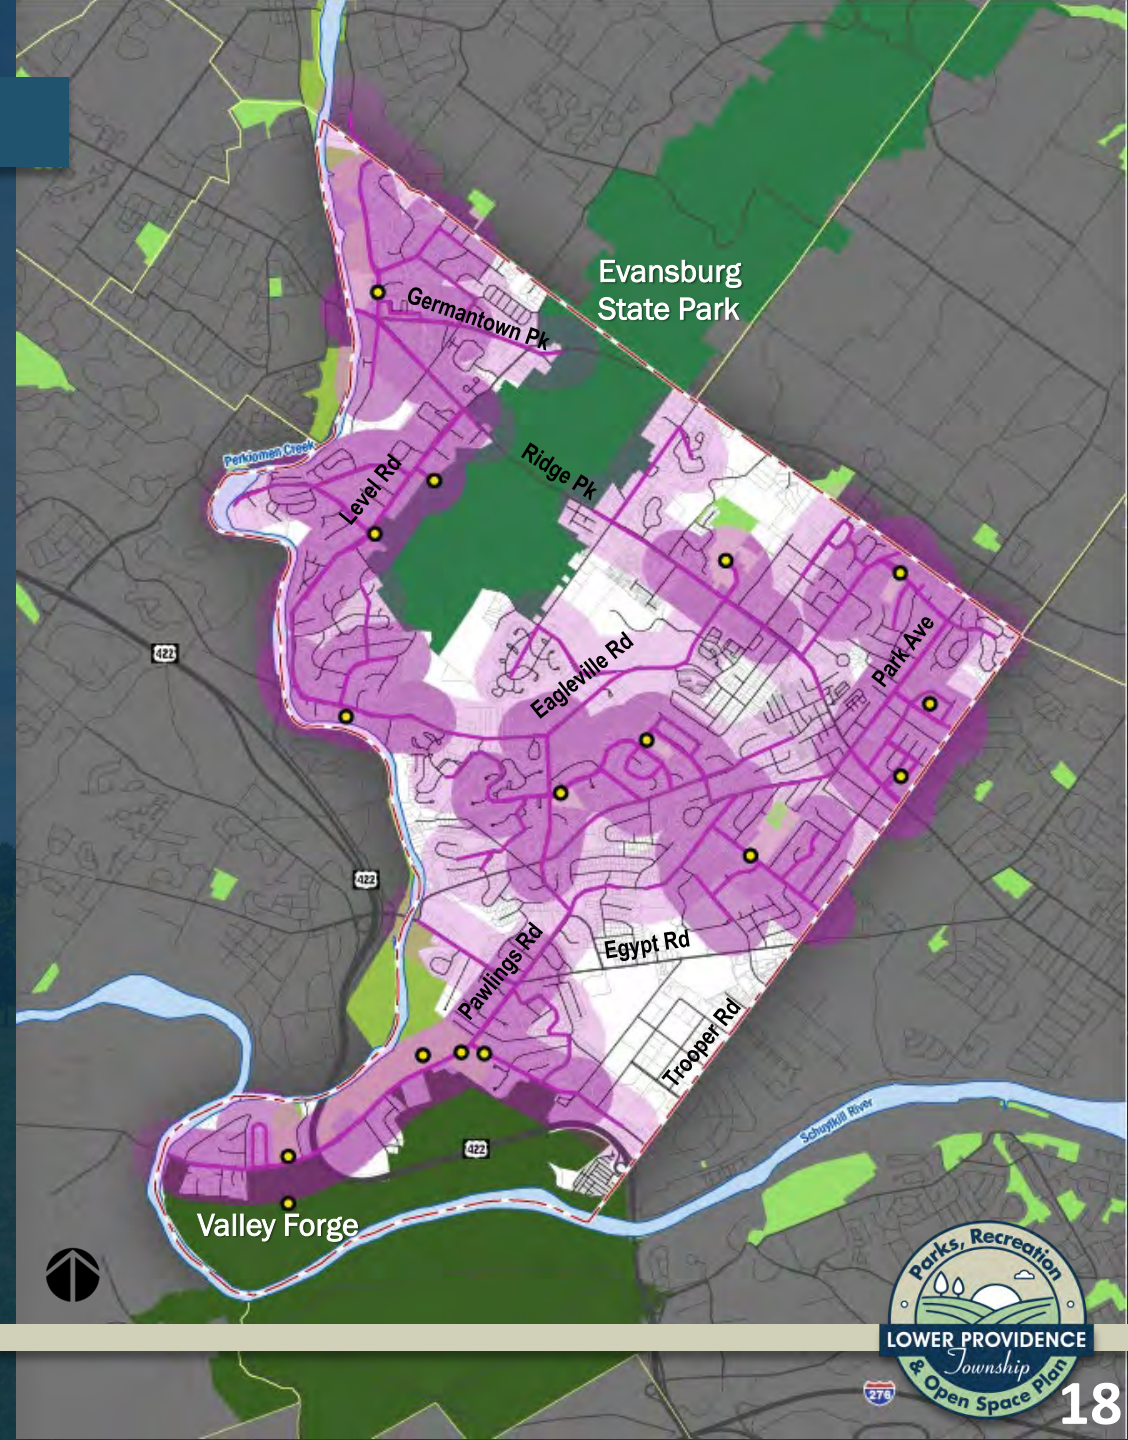 Evansburg
State Park
Germantown Pk
Perkiomen Creek
Level Rd
Ridge Pk
Park Ave
Eagleville Rd
422
422
Egypt Rd
Pawlings Rd
Trooper Rd
Schuylkill River
422
Valley Forge
Parks, Recreation
LOWER PROVIDENCE
Township
& Open Space Plan
276
18